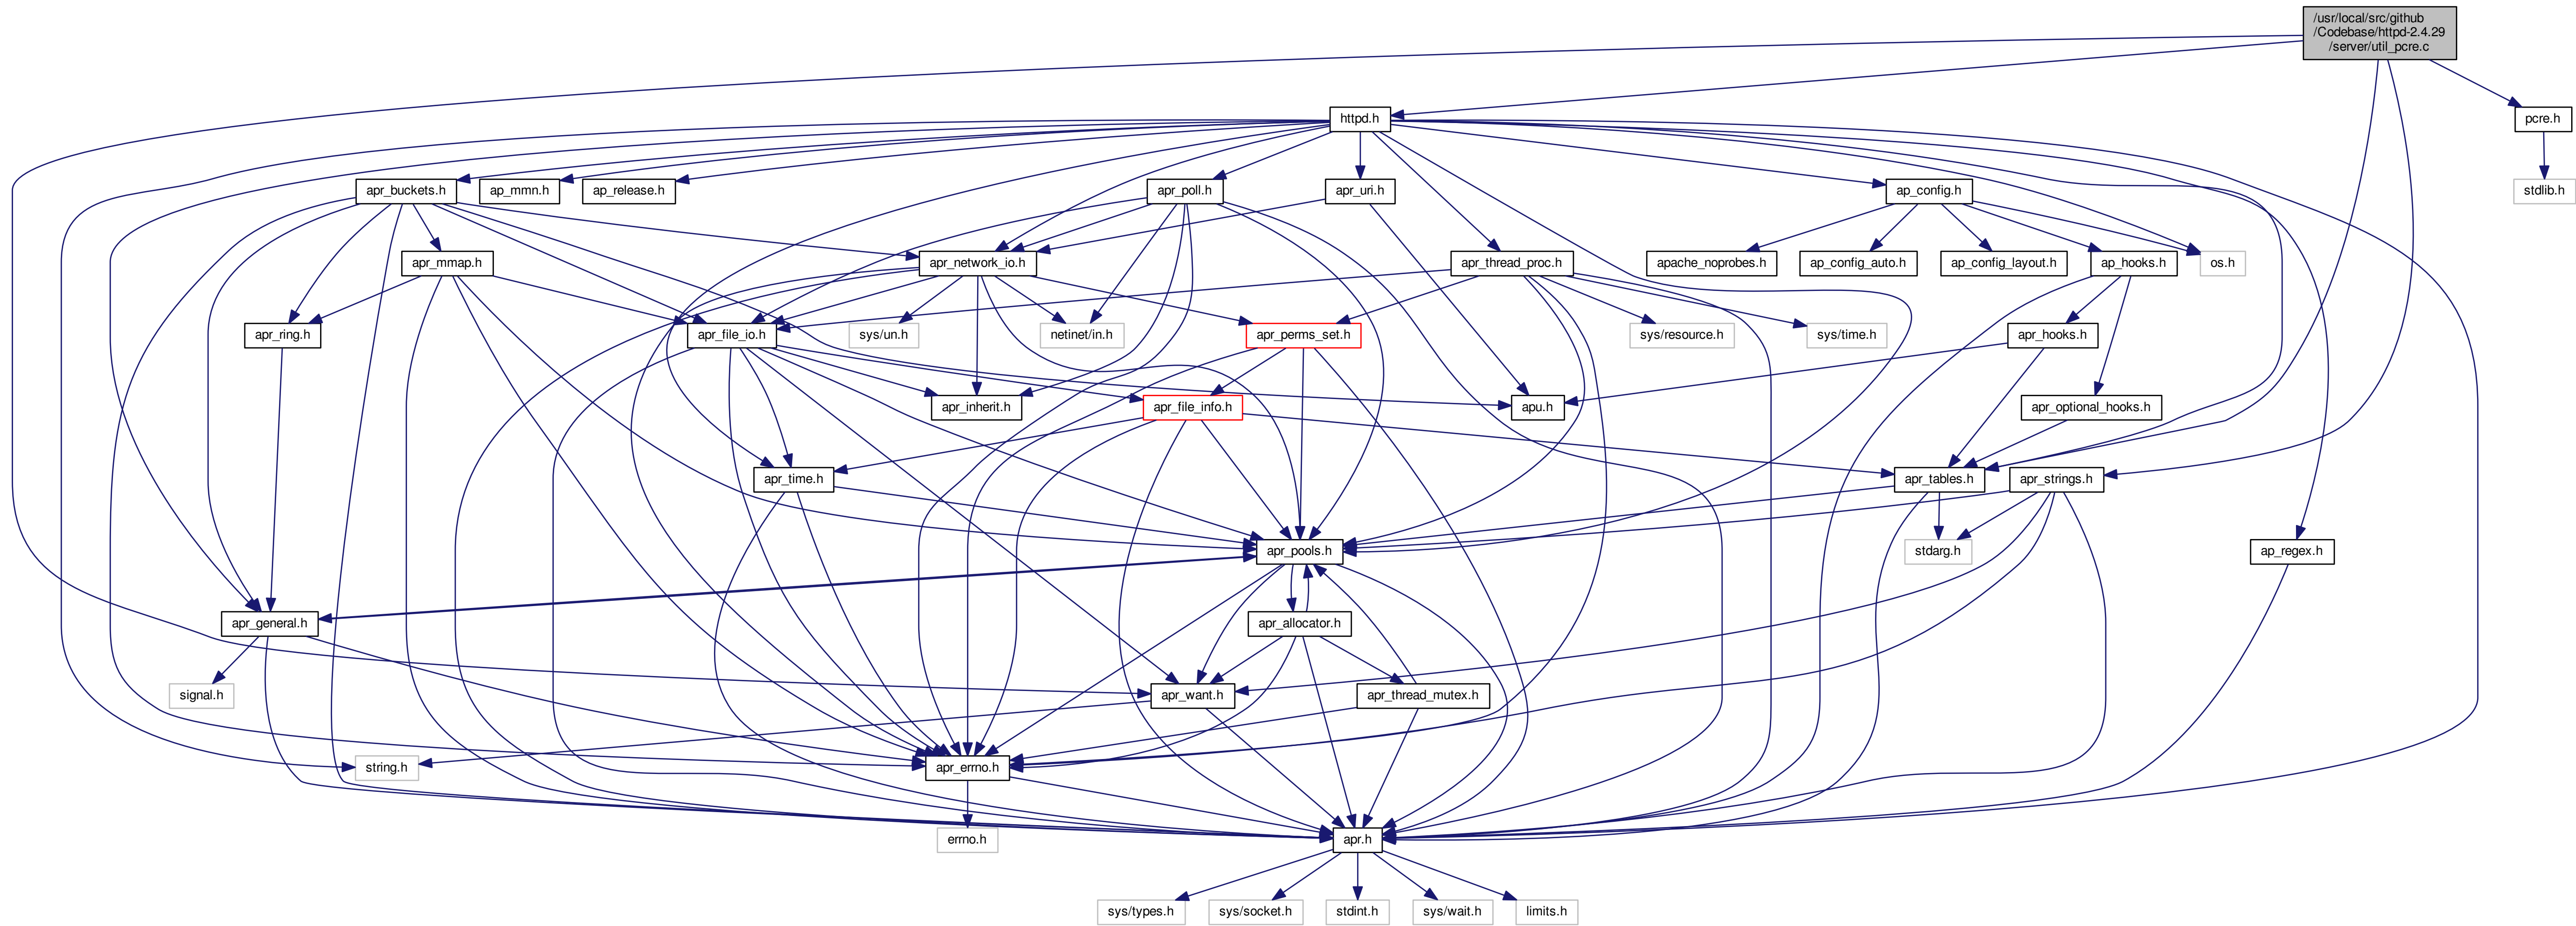 /usr/local/src/github
/Codebase/httpd-2.4.29
/server/util_pcre.c
httpd.h
pcre.h
apr_buckets.h
ap_mmn.h
ap_release.h
apr_poll.h
apr_uri.h
ap_config.h
stdlib.h
apr_mmap.h
apr_network_io.h
apr_thread_proc.h
apache_noprobes.h
ap_config_auto.h
ap_config_layout.h
ap_hooks.h
os.h
apr_ring.h
apr_file_io.h
sys/un.h
netinet/in.h
apr_perms_set.h
sys/resource.h
sys/time.h
apr_hooks.h
apr_inherit.h
apr_file_info.h
apu.h
apr_optional_hooks.h
apr_time.h
apr_tables.h
apr_strings.h
apr_pools.h
stdarg.h
ap_regex.h
apr_general.h
apr_allocator.h
signal.h
apr_want.h
apr_thread_mutex.h
string.h
apr_errno.h
errno.h
apr.h
sys/types.h
sys/socket.h
stdint.h
sys/wait.h
limits.h